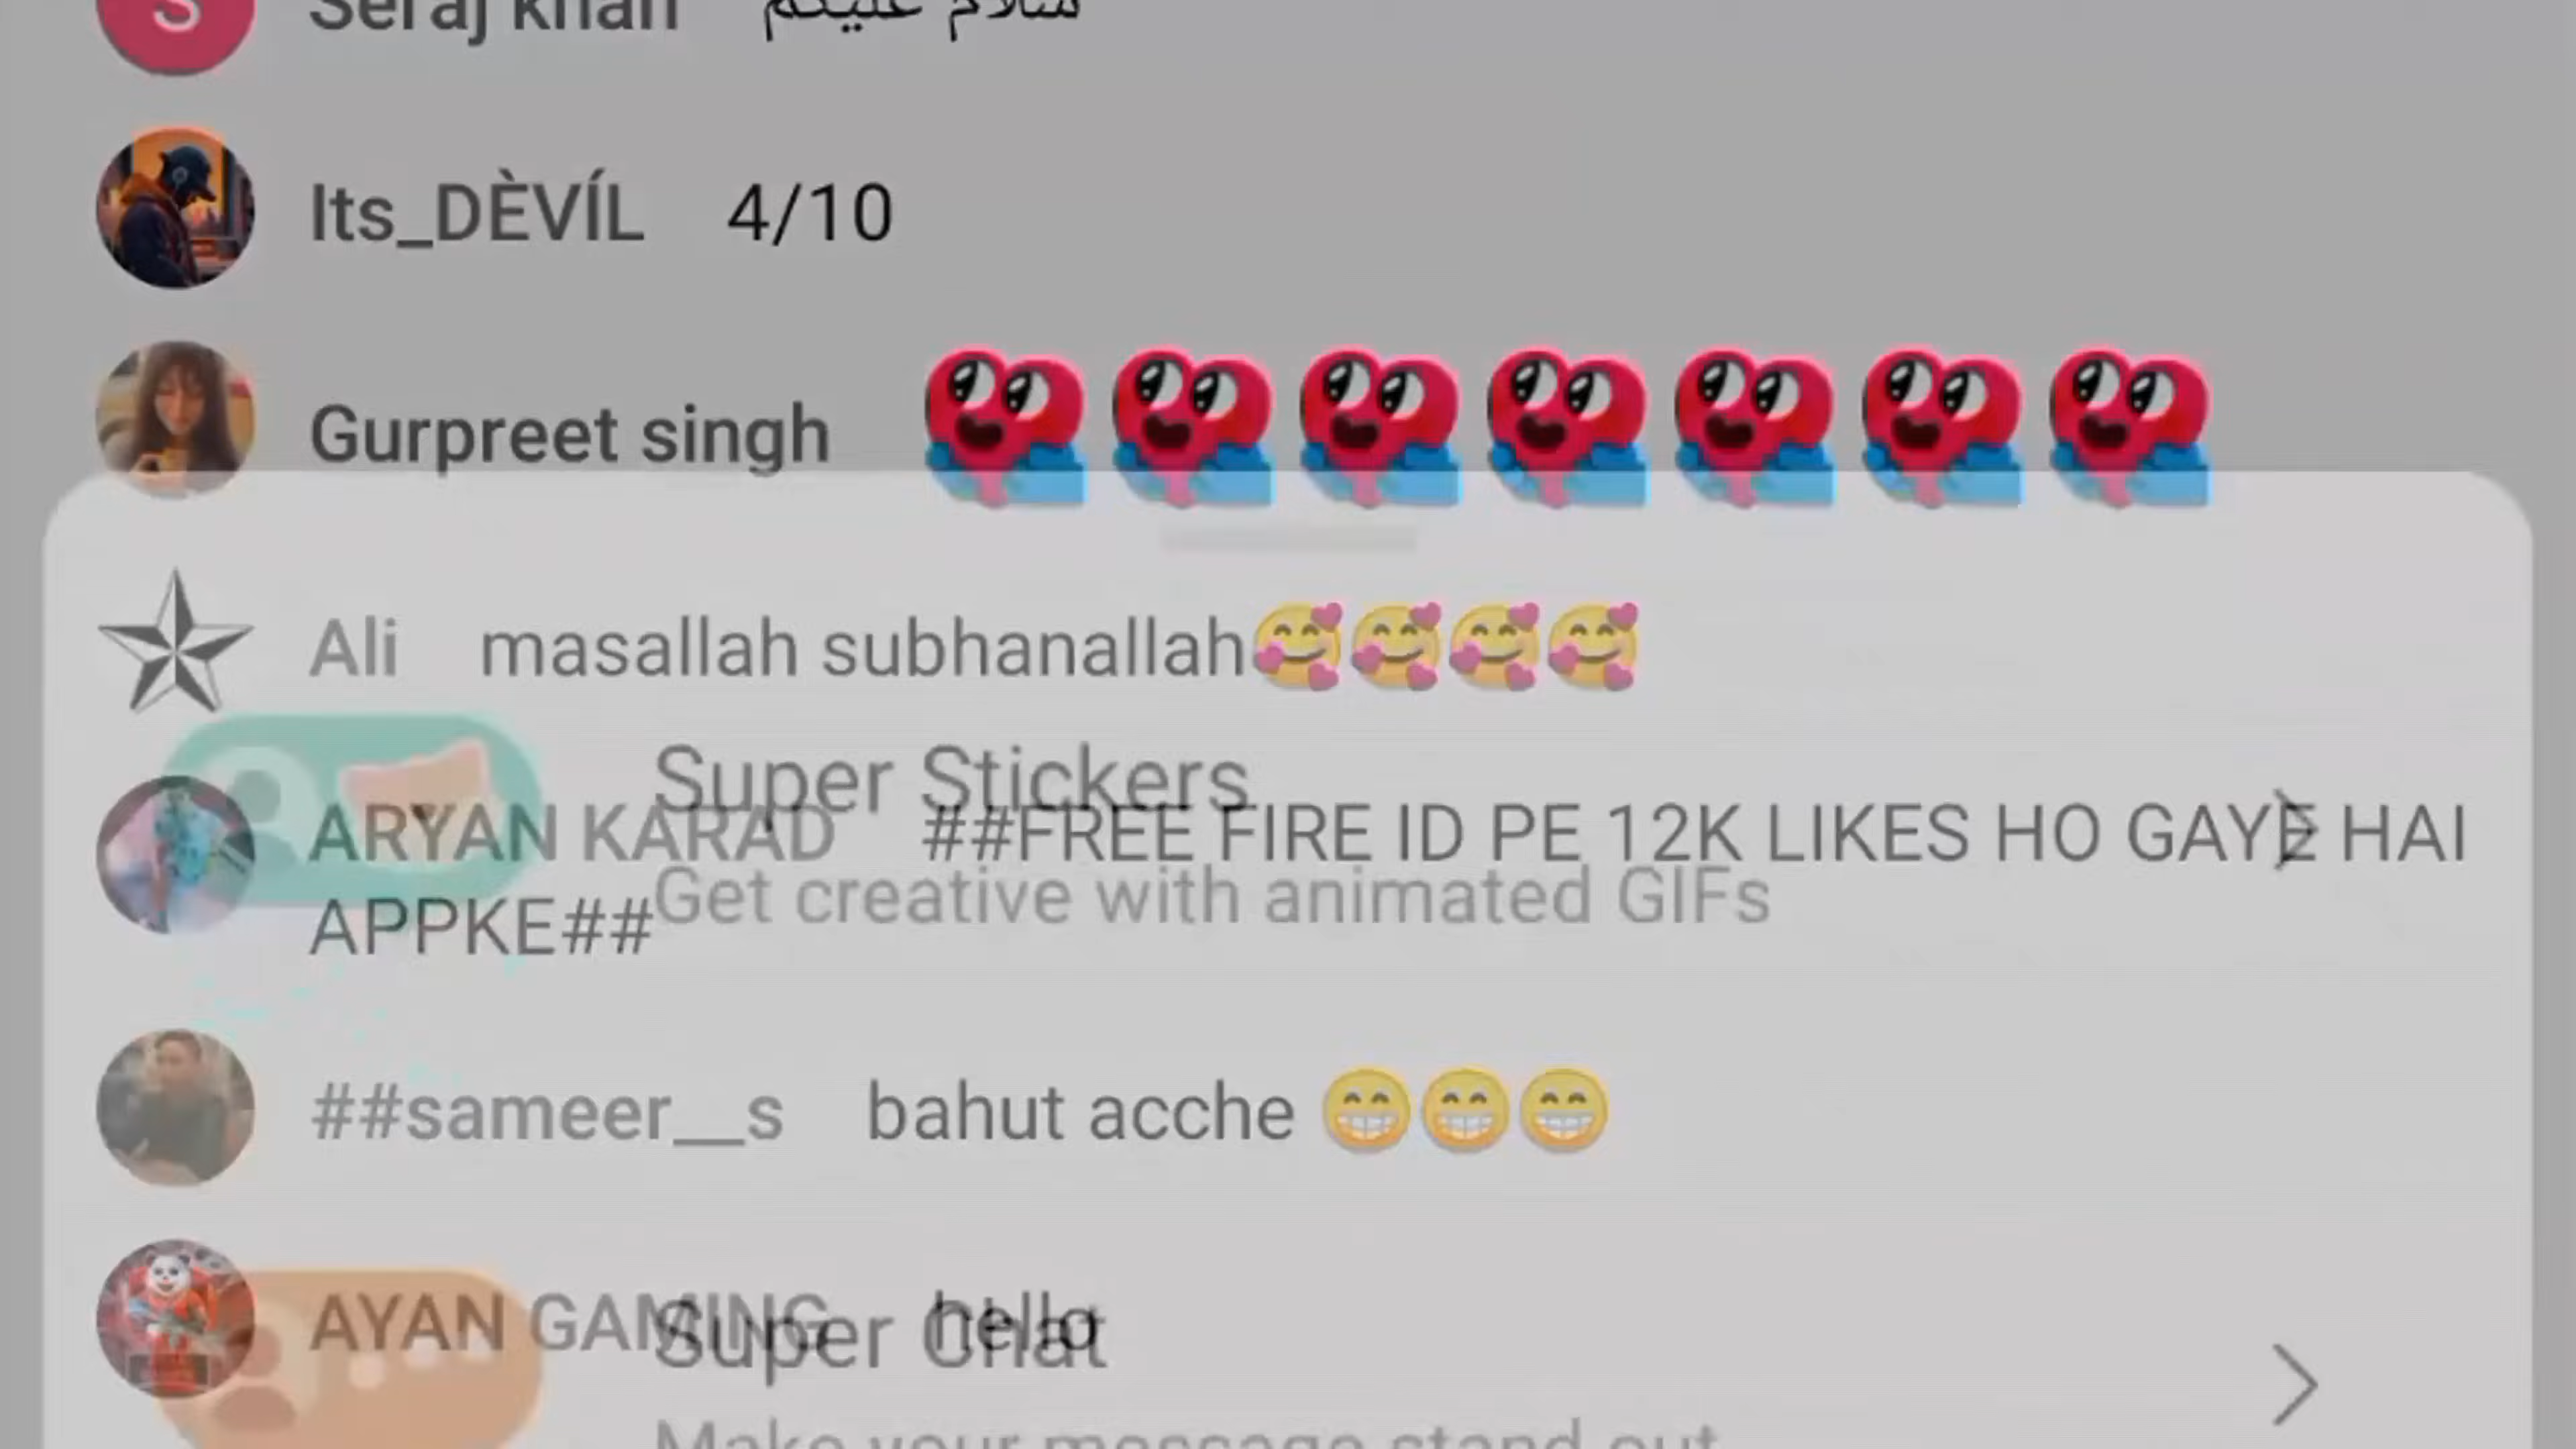 Seraj khan سلام علیکم
Its_DÈVÍL 4/10
Gurpreet singh
Ali masallah subhanallah🥰🥰🥰🥰
Super Stickers
ARYAN KARAD ##FREE FIRE ID PE 12K LIKES HO GAYE HAI
Get creative with animated GIFs
APPKE##
##sameer__s bahut acche 😁😁😁
AYAN GAMING hello
Super Chat
Make your message stand out